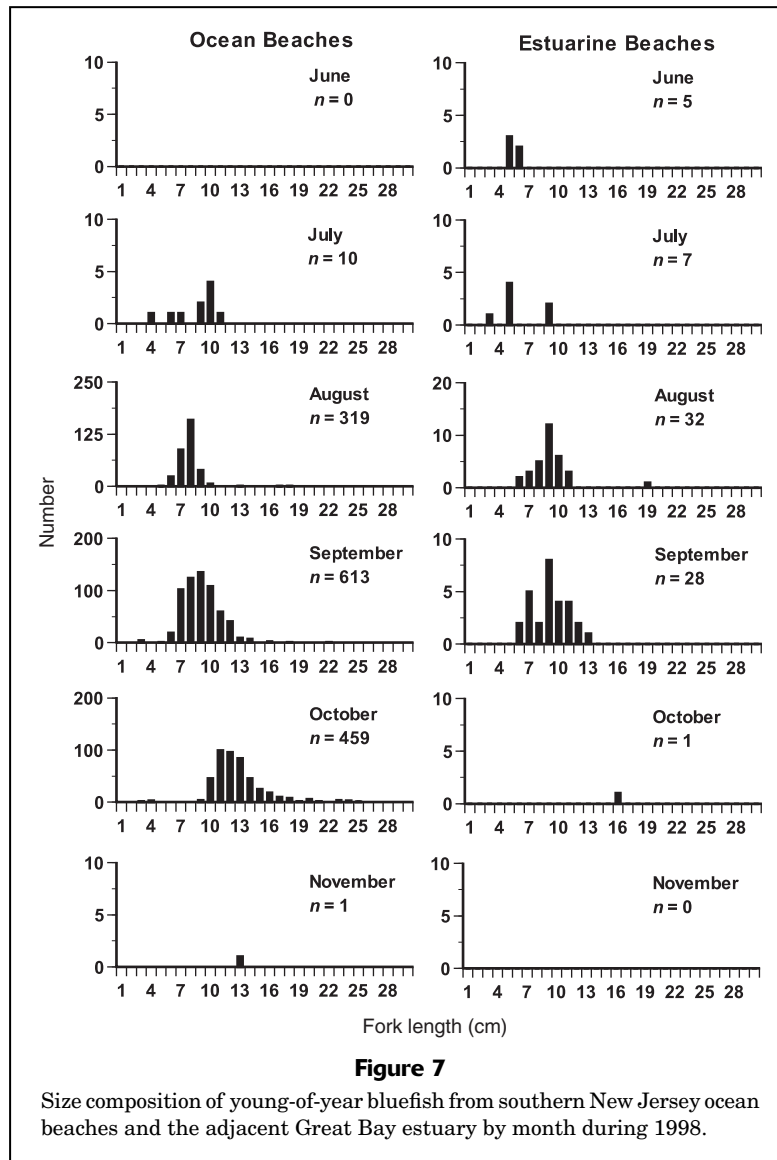 Ocean Beaches
Estuarine Beaches
10
5
0
June
n = 0
1 4 7 10 13 16 19 22 25 28
10
5
0
June
n = 5
1 4 7 10 13 16 19 22 25 28
10
5
0
July
n = 10
1 4 7 10 13 16 19 22 25 28
10
5
0
July
n = 7
1 4 7 10 13 16 19 22 25 28
250
125
0
August
n = 319
1 4 7 10 13 16 19 22 25 28
20
10
0
August
n = 32
1 4 7 10 13 16 19 22 25 28
Number
200
100
0
September
n = 613
1 4 7 10 13 16 19 22 25 28
10
5
0
September
n = 28
1 4 7 10 13 16 19 22 25 28
200
100
0
October
n = 459
1 4 7 10 13 16 19 22 25 28
10
5
0
October
n = 1
1 4 7 10 13 16 19 22 25 28
10
5
0
November
n = 1
1 4 7 10 13 16 19 22 25 28
10
5
0
November
n = 0
1 4 7 10 13 16 19 22 25 28
Fork length (cm)
Figure 7
Size composition of young-of-year bluefish from southern New Jersey ocean
beaches and the adjacent Great Bay estuary by month during 1998.